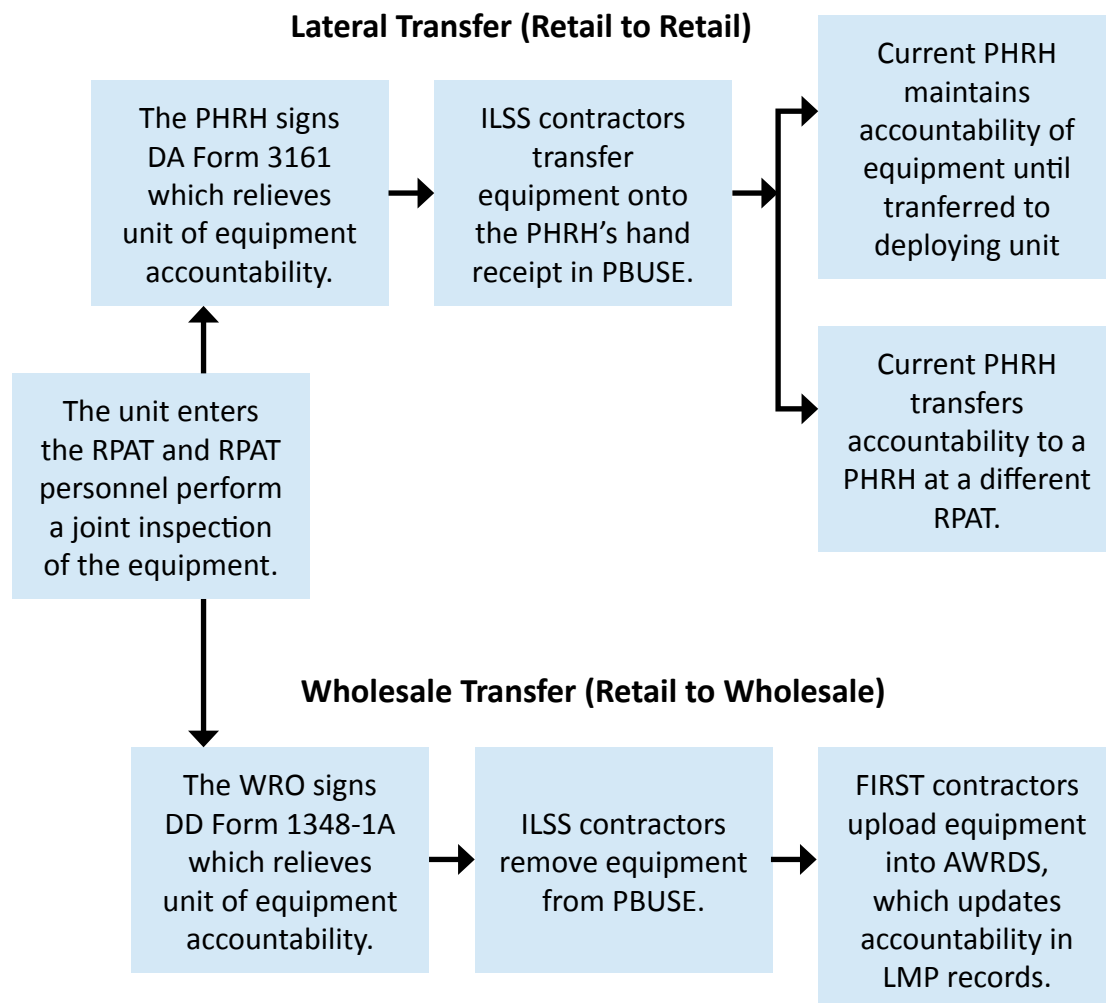 Lateral Transfer (Retail to Retail)
The PHRH signs
DA Form 3161
which relieves
unit of equipment
accountability.
ILSS contractors
transfer
equipment onto
the PHRH’s hand
receipt in PBUSE.
Current PHRH
maintains
accountability of
equipment until
tranferred to
deploying unit
Current PHRH
transfers
accountability to a
PHRH at a different
RPAT.
The unit enters
the RPAT and RPAT
personnel perform
a joint inspection
of the equipment.
Wholesale Transfer (Retail to Wholesale)
The WRO signs
DD Form 1348-1A
which relieves
unit of equipment
accountability.
ILSS contractors
remove equipment
from PBUSE.
FIRST contractors
upload equipment
into AWRDS,
which updates
accountability in
LMP records.